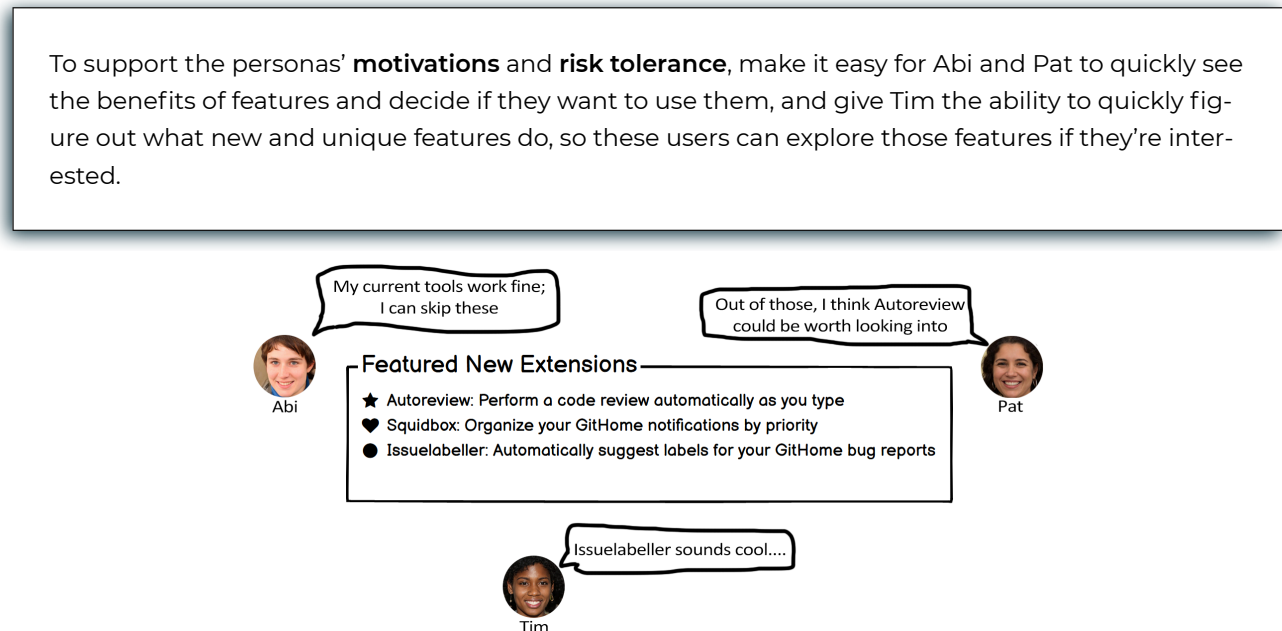 To support the personas’ motivations and risk tolerance, make it easy for Abi and Pat to quickly see
the benefits of features and decide if they want to use them, and give Tim the ability to quickly fig-
ure out what new and unique features do, so these users can explore those features if they’re inter-
ested.
My current tools work fine;
I can skip these
Out of those, I think Autoreview
could be worth looking into
Abi
Pat
Featured New Extensions
Autoreview: Perform a code review automatically as you type
Squidbox: Organize your GitHome notifications by priority
Issuelabeller: Automatically suggest labels for your GitHome bug reports
Issuelabeller sounds cool....
Tim